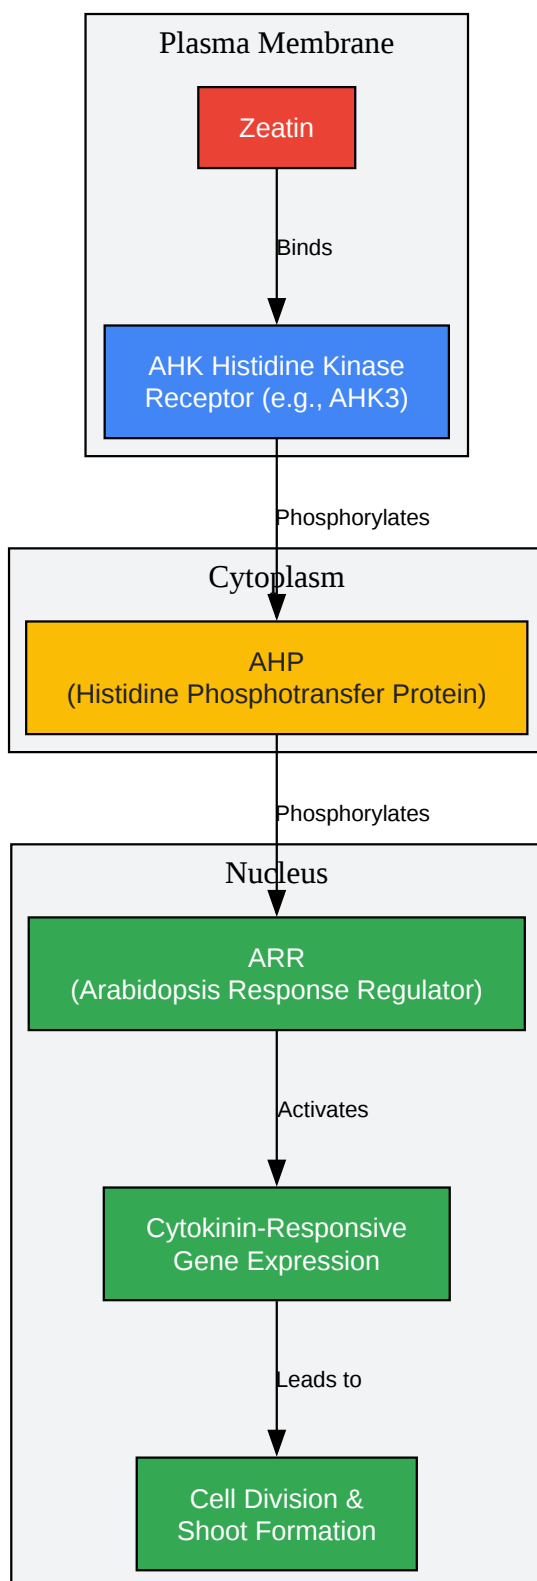 Plasma Membrane
Zeatin
Binds
AHK Histidine Kinase
Receptor (e.g., AHK3)
Phosphorylates
Cytoplasm
AHP
(Histidine Phosphotransfer Protein)
Phosphorylates
Nucleus
ARR
(Arabidopsis Response Regulator)
Activates
Cytokinin-Responsive
Gene Expression
Leads to
Cell Division &
Shoot Formation